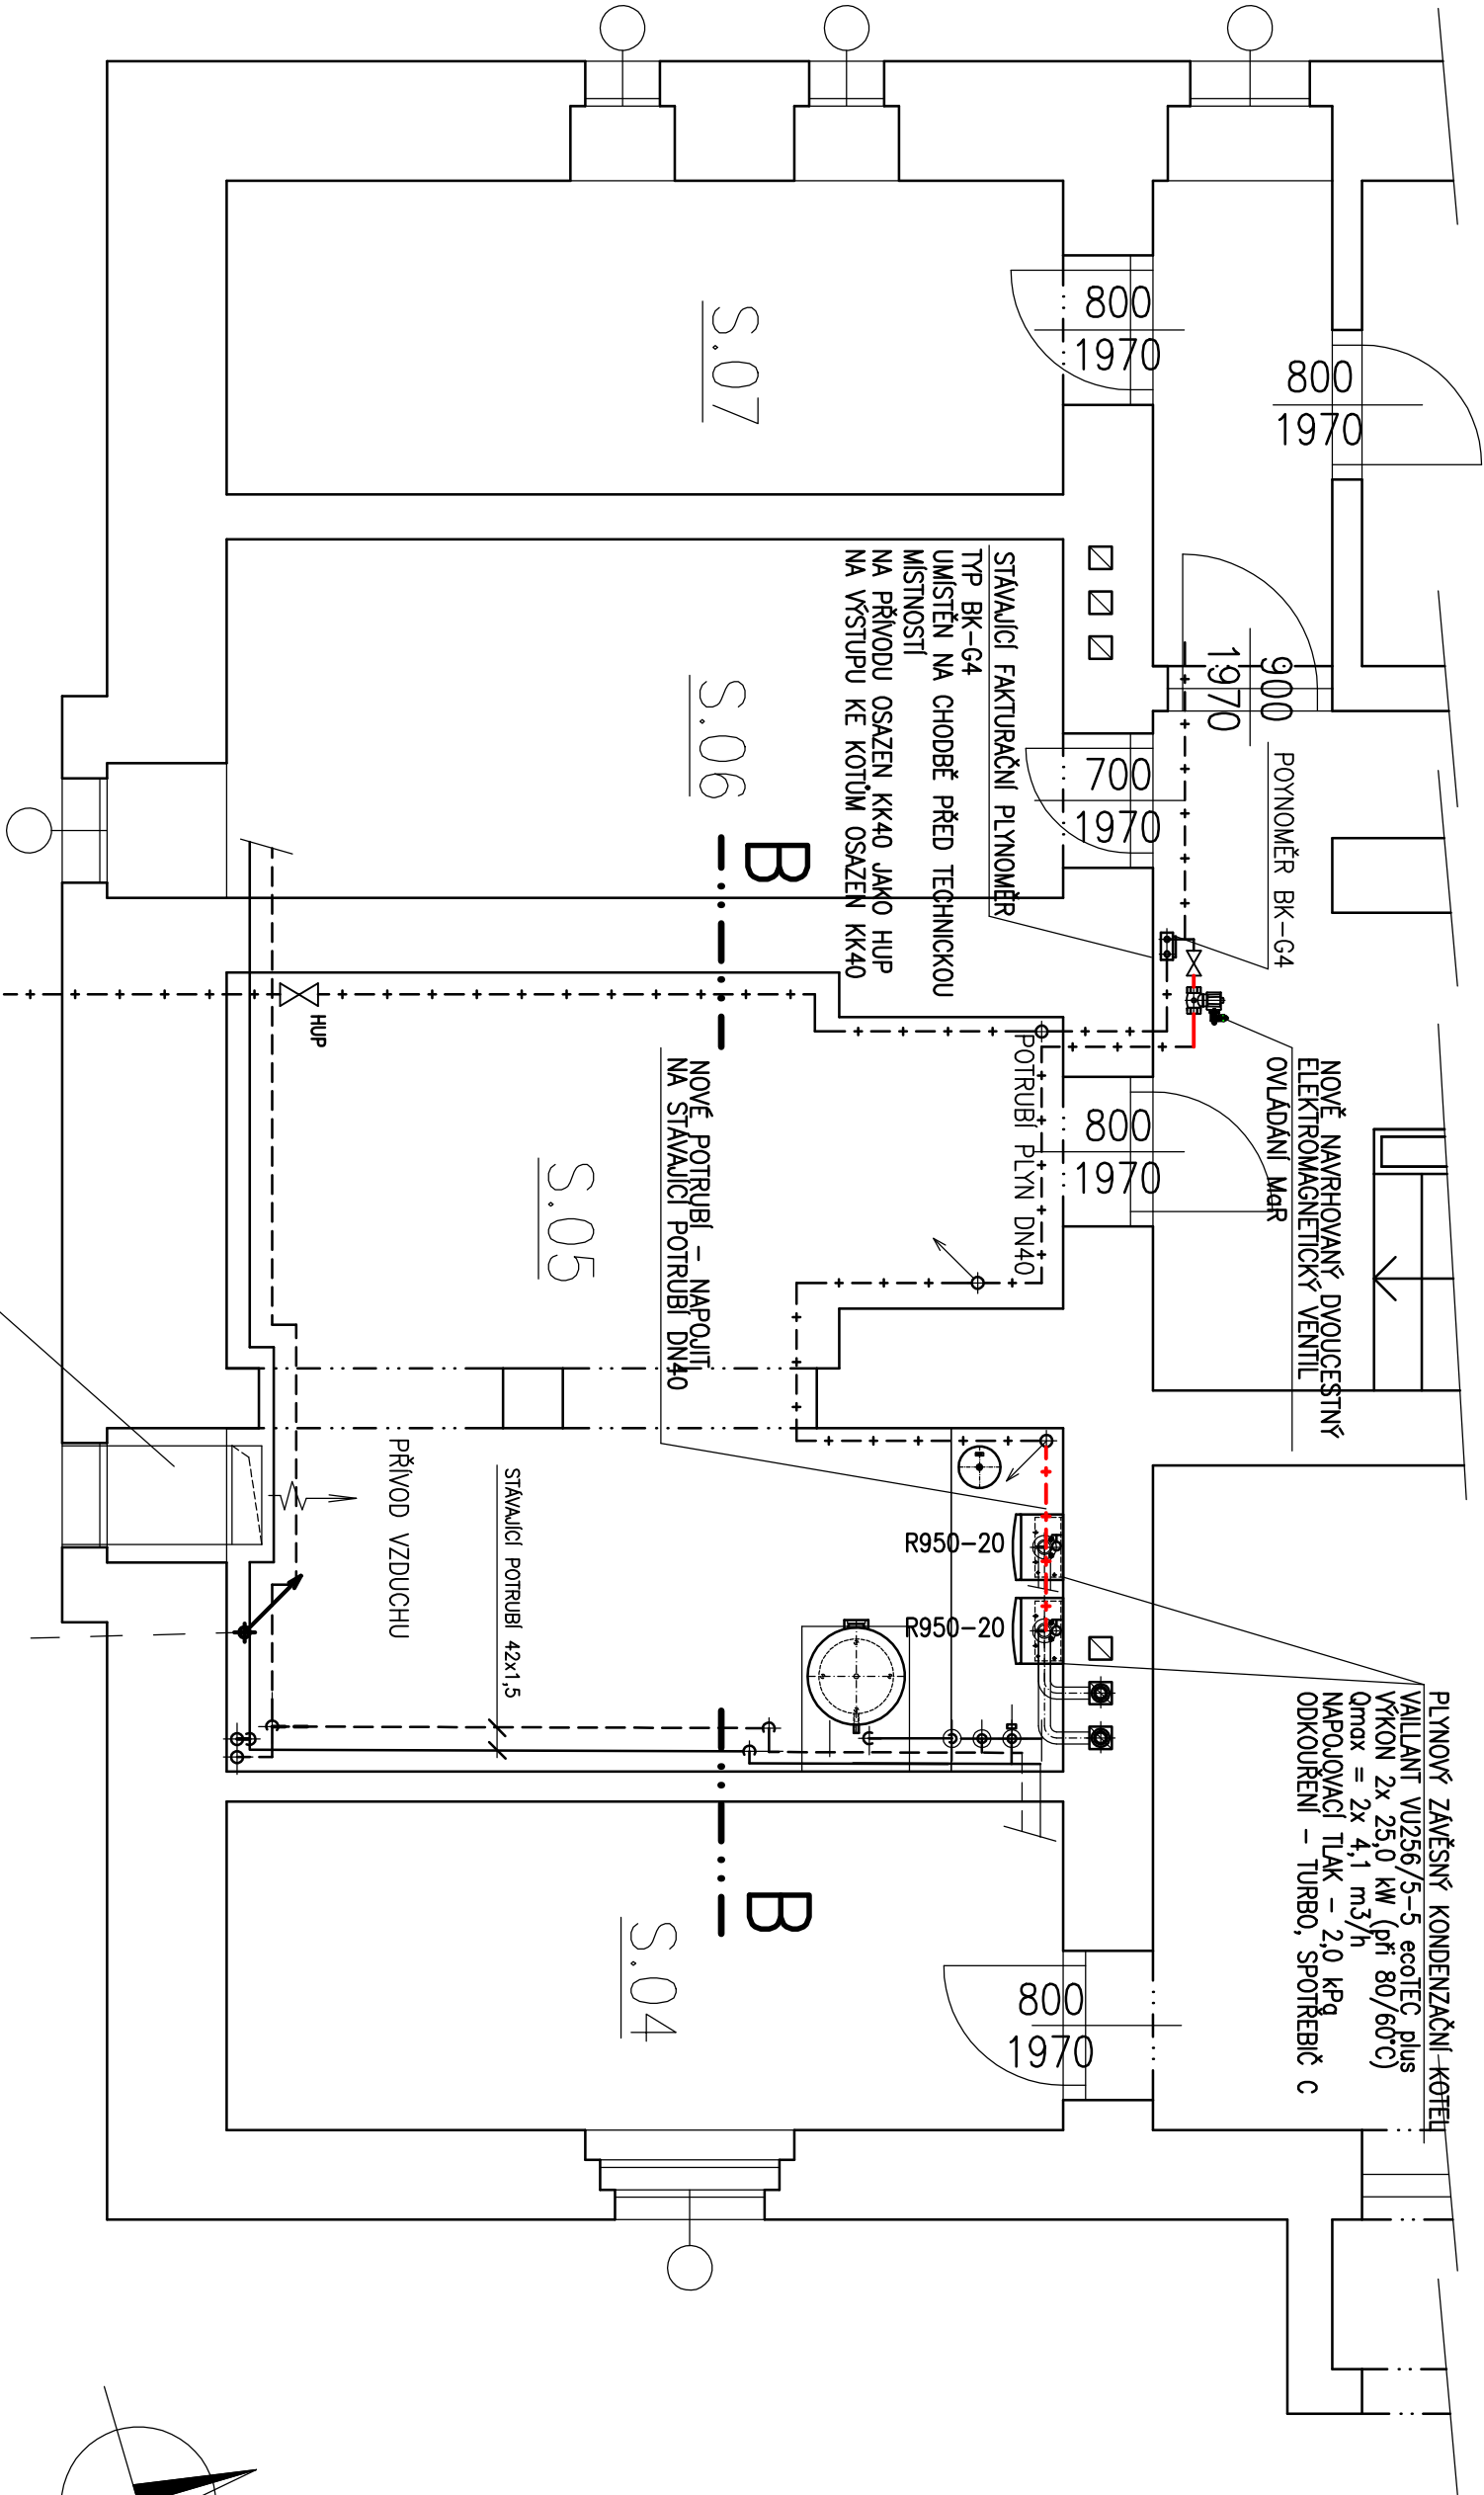 S.07
800
1970
800
1970
900
1970
700
1970
POYNOMĚR BK-G4
STÁVAJÍCÍ FAKTURAČNÍ PLYNOMĚR
TYP BK-G4
UMÍSTĚN NA CHODBĚ PŘED TECHNICKOU
MÍSTNOSTÍ
NA PŘÍVODU OSAZEN KK40 JAKO HUP
NA VÝSTUPU KE KOTŮM OSAZEN KK40
S.06
B
HUP
NOVĚ NAVRHOVANÝ DVOUCESTNÝ
ELEKTROMAGNETICKÝ VENTIL
OVLÁDÁNÍ MaR
800
1970
POTRUBÍ PLYN DN40
NOVÉ POTRUBÍ - NAPOJIT
NA STÁVAJÍCÍ POTRUBÍ DN40
S.05
PŘÍVOD VZDUCHU
STÁVAJÍCÍ POTRUBÍ 42x1,5
R950-20
R950-20
PLYNOVÝ ZÁVĚSNÝ KONDENZAČNÍ KOTEL
VAILLANT VU256/5-5 ecoTEC plus
VÝKON 2x 25,0 kW (při 80/60°C)
Qmax = 2x 4,1 m3/h
NAPOJOVACÍ TLAK - 2,0 kPa
ODKOUŘENÍ - TURBO, SPOTŘEBIČ C
B
S.04
800
1970